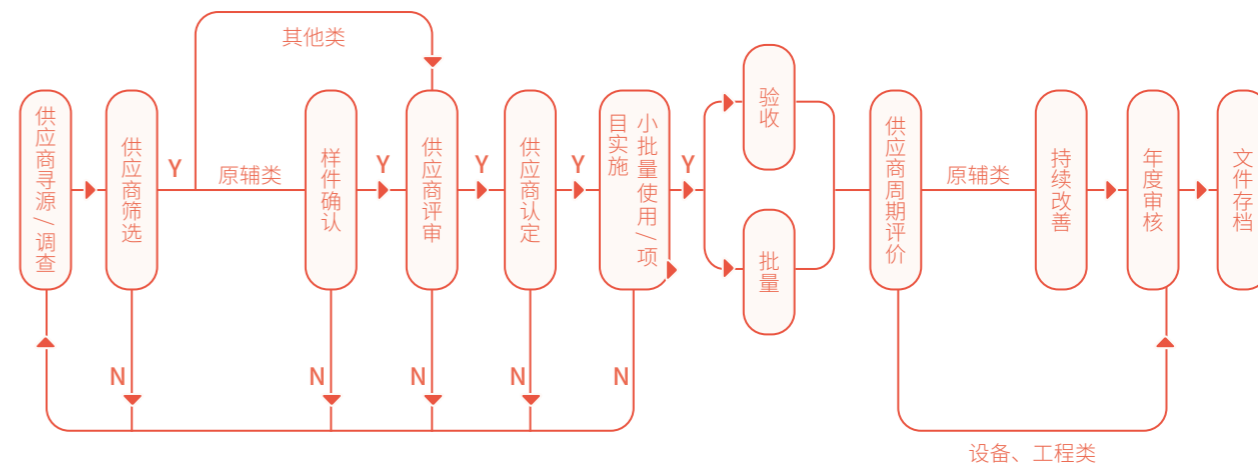 其他类
供应商寻源/调查
供应商筛选
Y
原辅类
样件确认
Y
供应商评审
Y
供应商认定
Y
小批量使用/项
目实施
Y
验收
批量
供应商周期评价
原辅类
持续改善
年度审核
文件存档
N
N
N
N
N
设备、工程类